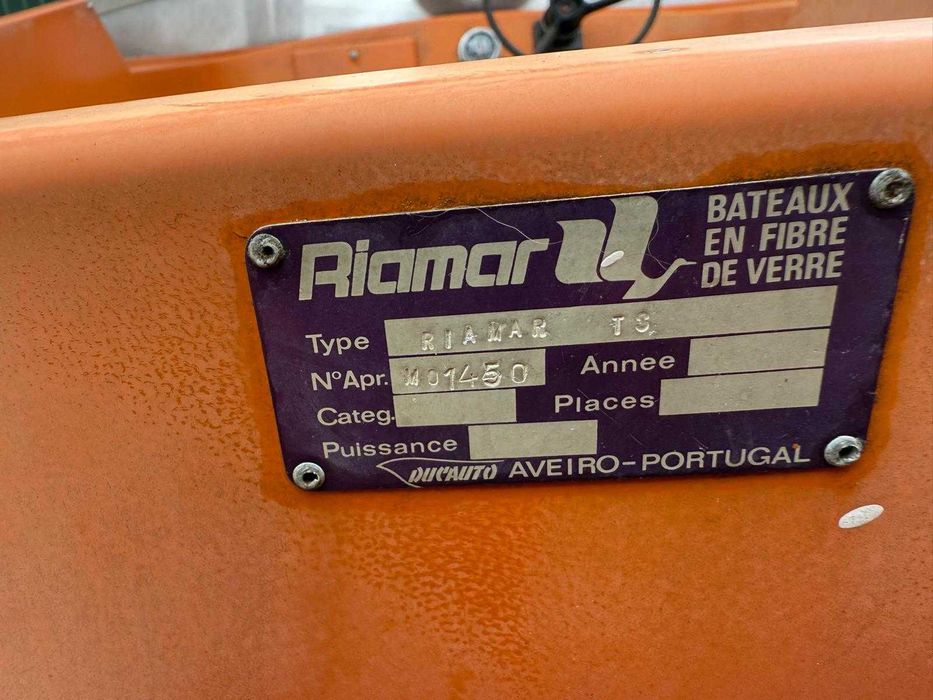 Riamar
BATEAUX
EN FIBRE
DE VERRE
Type RIAMAR TS
N°Apr. M01450 Annee
Categ. Places
Puissance
DUCAUTO AVEIRO-PORTUGAL